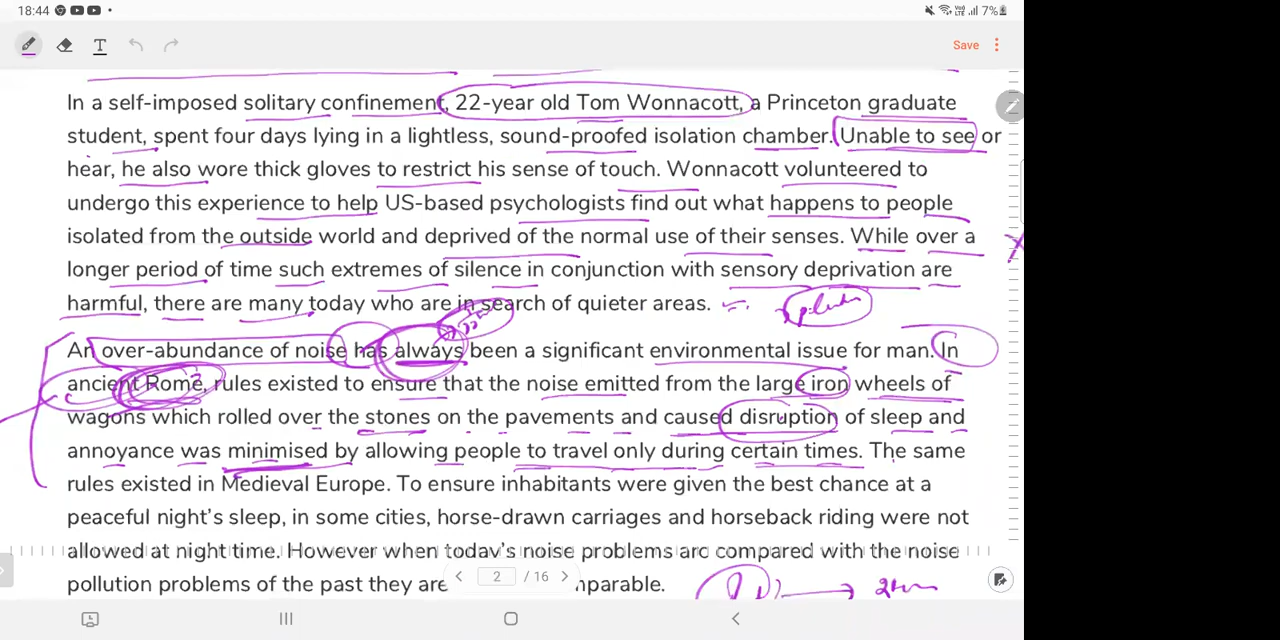 18:44
7%
Save
In a self-imposed solitary confinement, 22-year old Tom Wonnacott, a Princeton graduate
student, spent four days lying in a lightless, sound-proofed isolation chamber. Unable to see or
hear, he also wore thick gloves to restrict his sense of touch. Wonnacott volunteered to
undergo this experience to help US-based psychologists find out what happens to people
isolated from the outside world and deprived of the normal use of their senses. While over a
longer period of time such extremes of silence in conjunction with sensory deprivation are
harmful, there are many today who are in search of quieter areas.
An over-abundance of noise has always been a significant environmental issue for man. In
ancient Rome, rules existed to ensure that the noise emitted from the large iron wheels of
wagons which rolled over the stones on the pavements and caused disruption of sleep and
annoyance was minimised by allowing people to travel only during certain times. The same
rules existed in Medieval Europe. To ensure inhabitants were given the best chance at a
peaceful night's sleep, in some cities, horse-drawn carriages and horseback riding were not
allowed at night time. However when today's noise problems are compared with the noise
pollution problems of the past they are
2 / 16